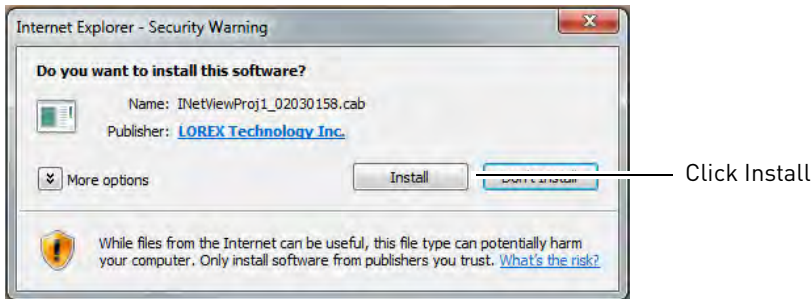 Internet Explorer - Security Warning
Do you want to install this software?
Name: INetViewProj1_02030158.cab
Publisher: LOREX Technology Inc.
More options
Install
Don't Install
Click Install
While files from the Internet can be useful, this file type can potentially harm
your computer. Only install software from publishers you trust. What's the risk?